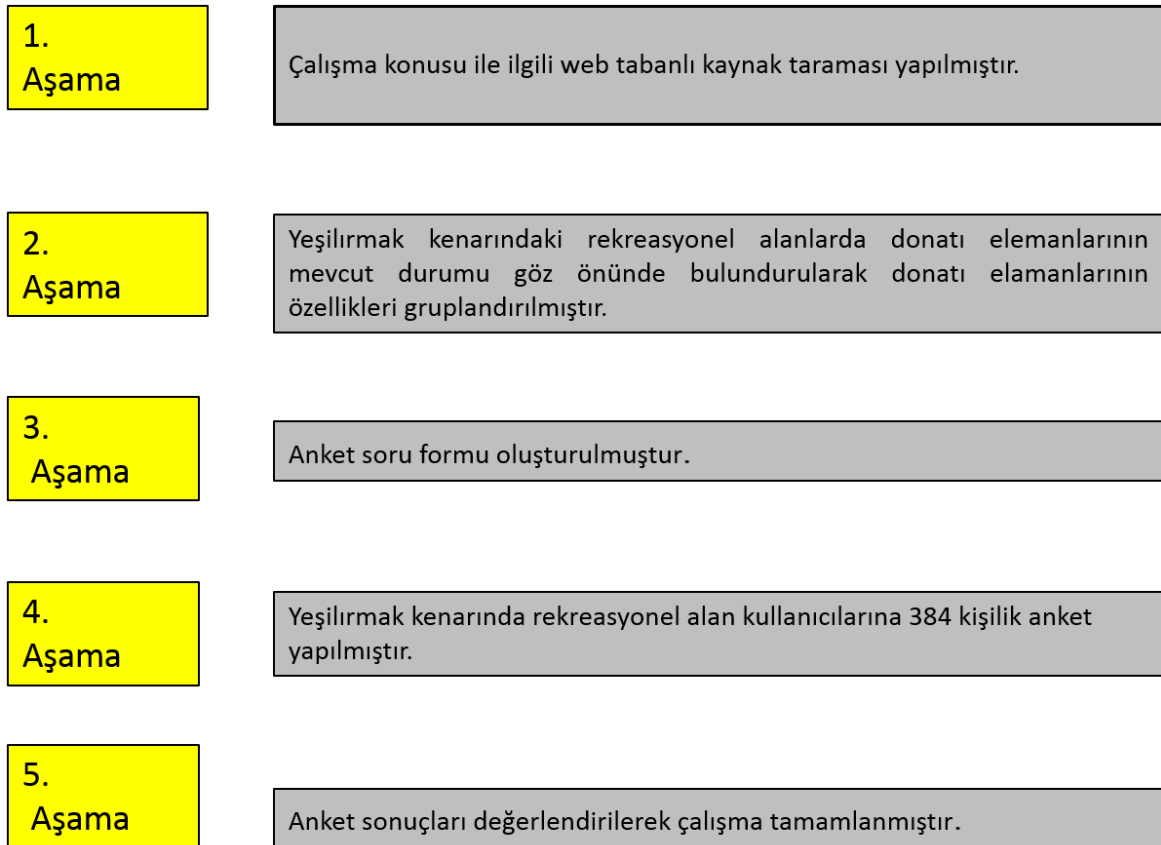 1.
Aşama
Çalışma konusu ile ilgili web tabanlı kaynak taraması yapılmıştır.
2.
Aşama
Yeşilırmak kenarındaki rekreasyonel alanlarda donatı elemanlarının
mevcut durumu göz önünde bulundurularak donatı elamanlarının
özellikleri gruplandırılmıştır.
3.
Aşama
Anket soru formu oluşturulmuştur.
4.
Aşama
Yeşilırmak kenarında rekreasyonel alan kullanıcılarına 384 kişilik anket
yapılmıştır.
5.
Aşama
Anket sonuçları değerlendirilerek çalışma tamamlanmıştır.